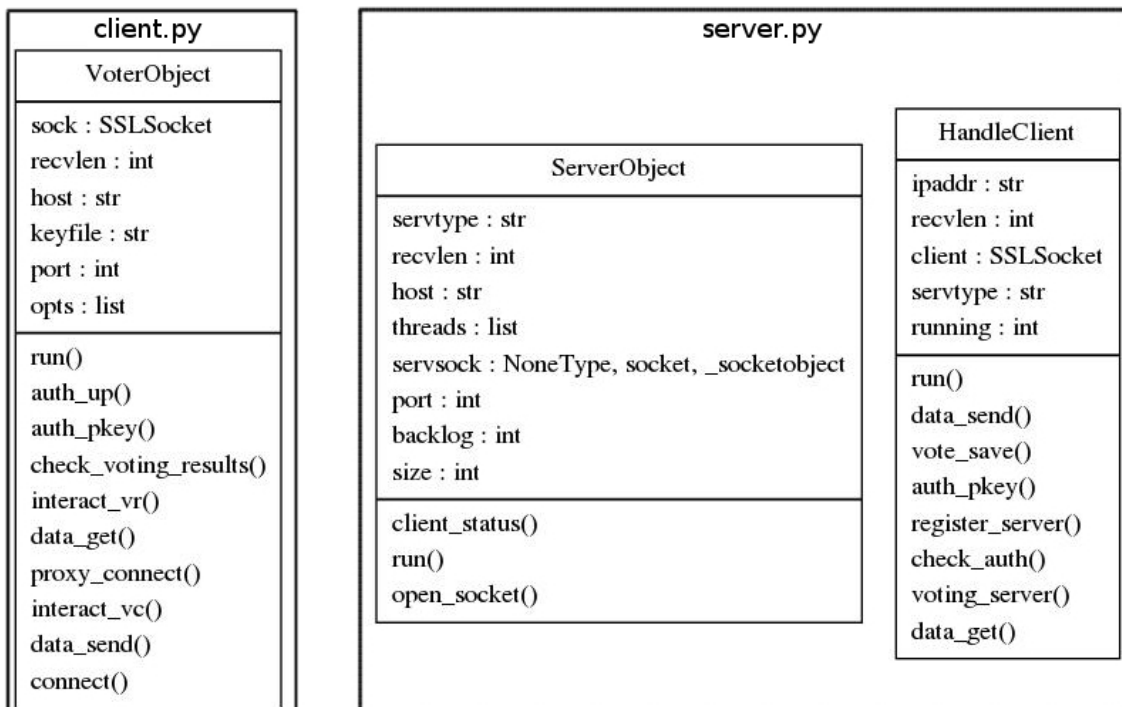 client.py
VoterObject
sock : SSLSocket
recvlen : int
host : str
keyfile : str
port : int
opts : list
run()
auth_up()
auth_pkey()
check_voting_results()
interact_vr()
data_get()
proxy_connect()
interact_vc()
data_send()
connect()
server.py
ServerObject
servtype : str
recvlen : int
host : str
threads : list
servsock : NoneType, socket, _socketobject
port : int
backlog : int
size : int
client_status()
run()
open_socket()
HandleClient
ipaddr : str
recvlen : int
client : SSLSocket
servtype : str
running : int
run()
data_send()
vote_save()
auth_pkey()
register_server()
check_auth()
voting_server()
data_get()